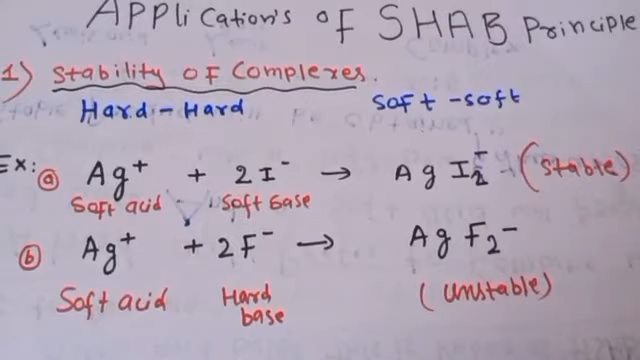 Application's of SHAB Principle
1) Stability of Complexes.
Hard - Hard Soft - Soft
Ex: (a) Ag⁺ + 2I⁻ → AgI₂⁻ (Stable)
Soft acid Soft base
(b) Ag⁺ + 2F⁻ → AgF₂⁻
Soft acid Hard base (unstable)